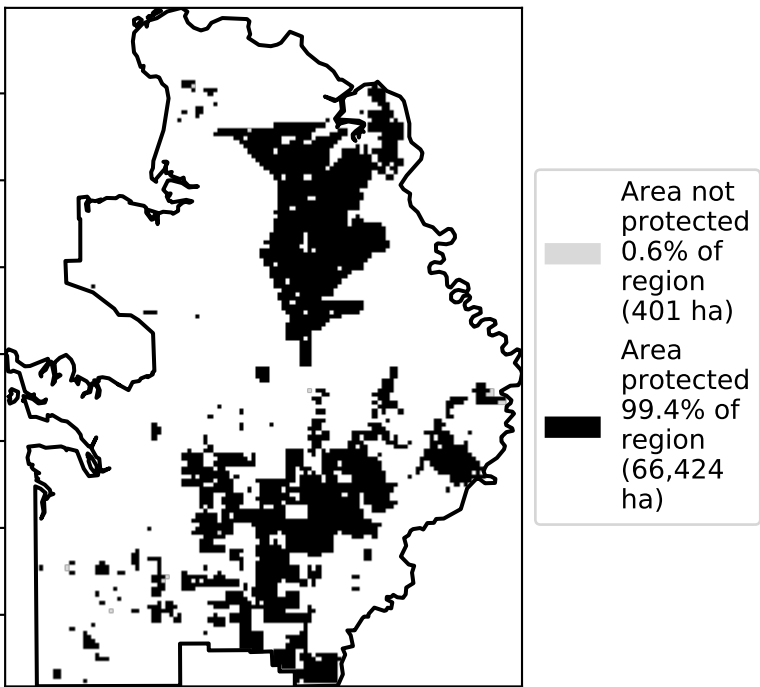 Area not
protected
0.6% of
region
(401 ha)
Area
protected
99.4% of
region
(66,424
ha)